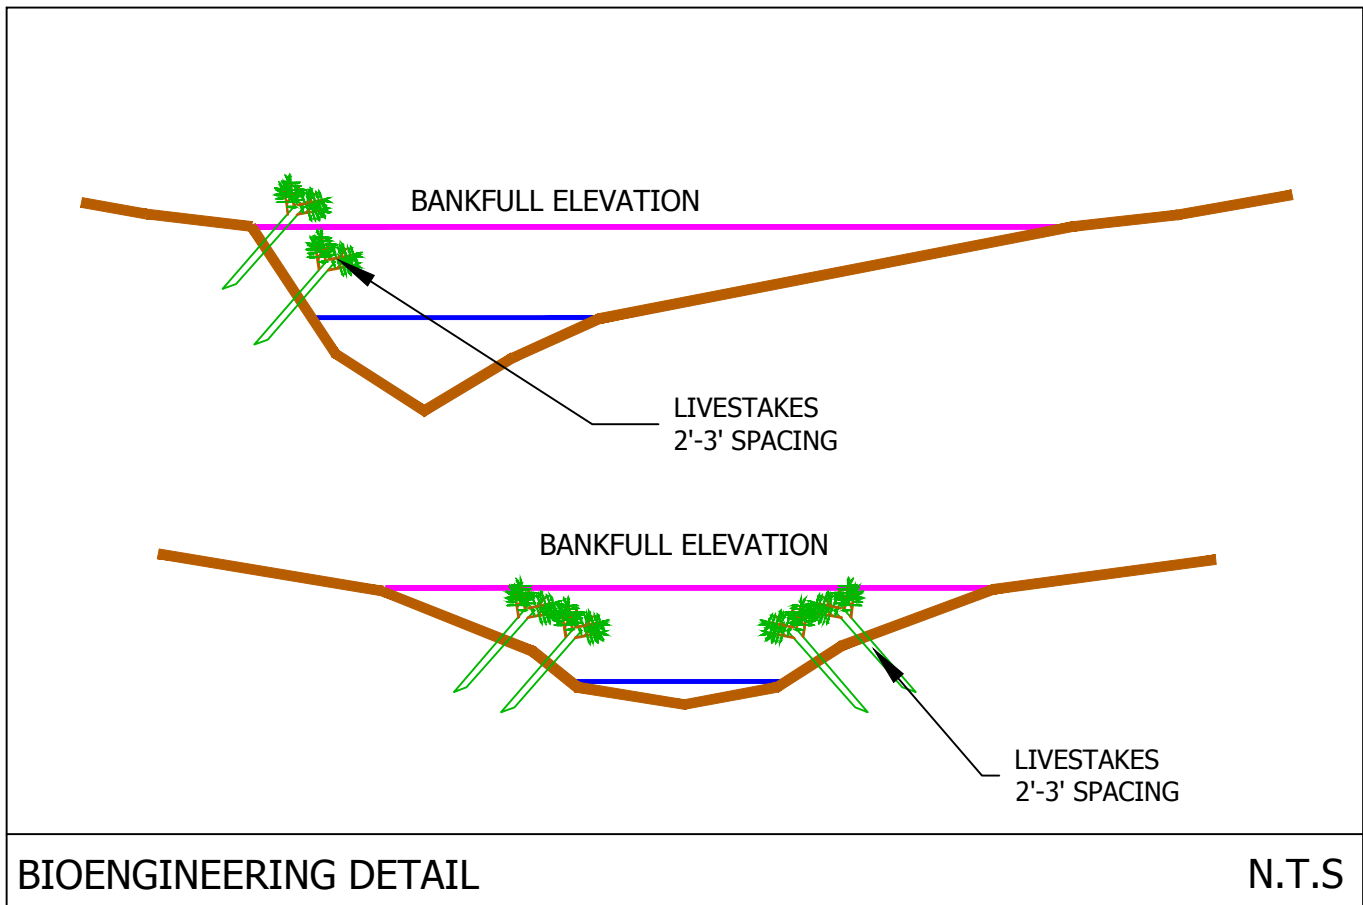 BANKFULL ELEVATION
LIVESTAKES
2'-3' SPACING
BANKFULL ELEVATION
LIVESTAKES
2'-3' SPACING
BIOENGINEERING DETAIL
N.T.S